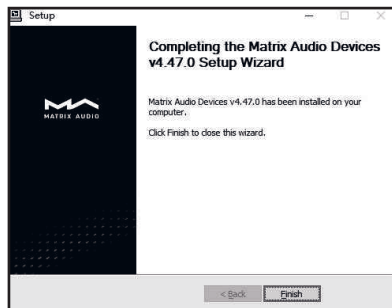 Setup
Completing the Matrix Audio Devices
v4.47.0 Setup Wizard
MATRIX AUDIO
Matrix Audio Devices v4.47.0 has been installed on your
computer.
Click Finish to close this wizard.
< Back
Finish